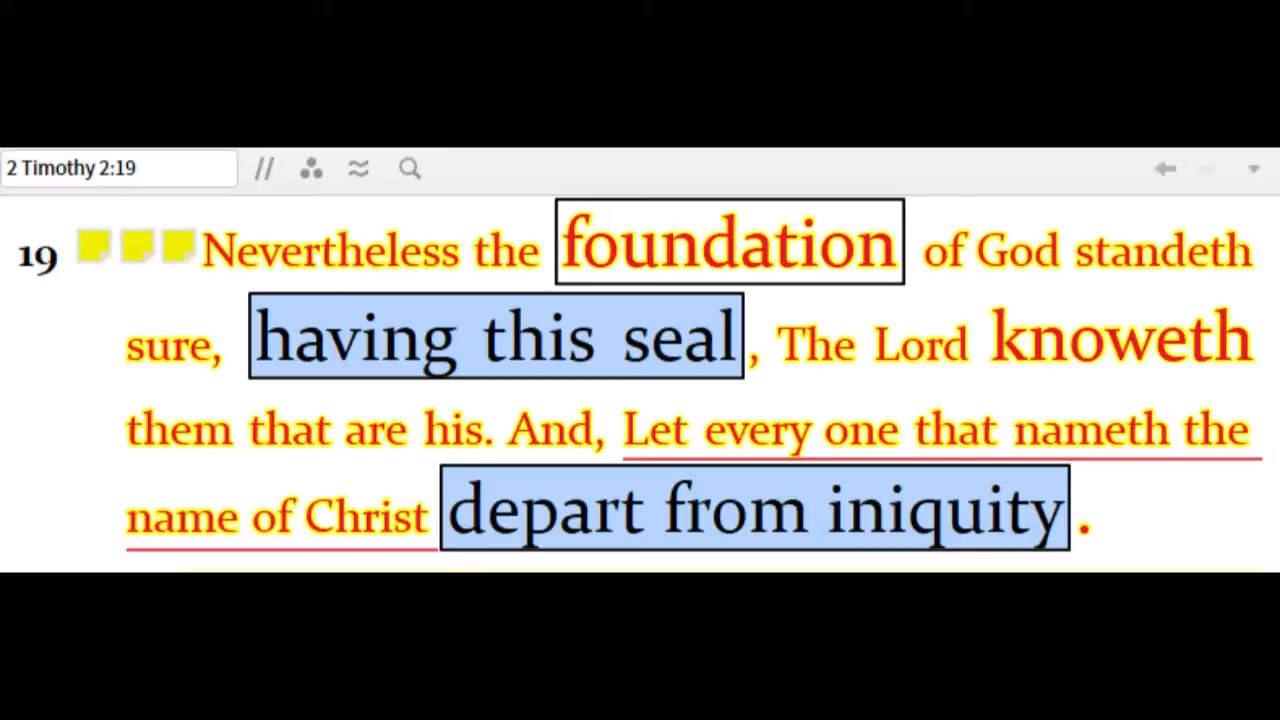 2 Timothy 2:19 //
19 Nevertheless the foundation of God standeth
sure, having this seal, The Lord knoweth
them that are his. And, Let every one that nameth the
name of Christ depart from iniquity.